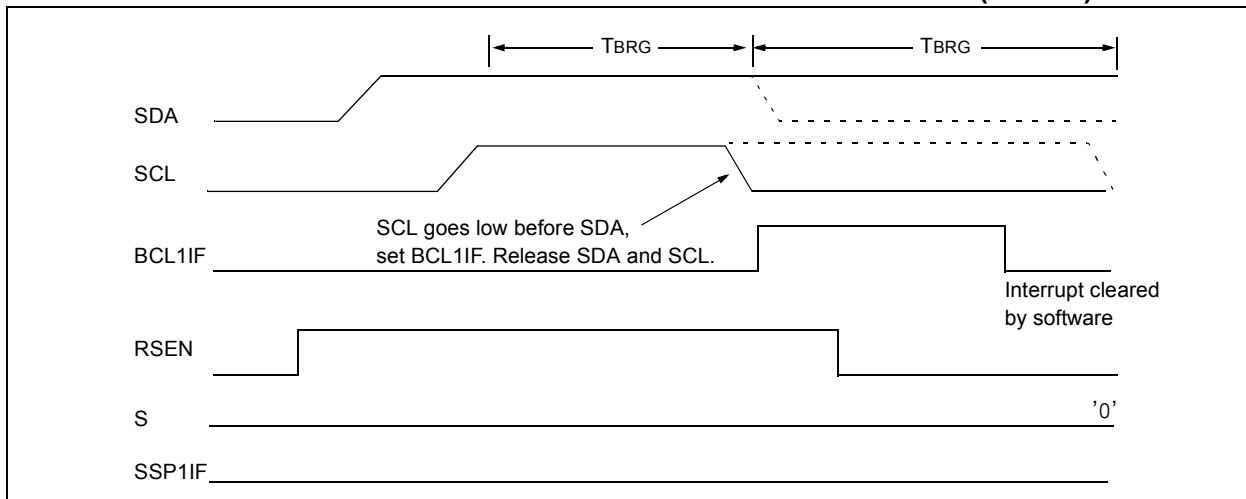 TBRG TBRG
SDA
SCL
SCL goes low before SDA,
set BCL1IF. Release SDA and SCL.
BCL1IF
Interrupt cleared
by software
RSEN
S '0'
SSP1IF